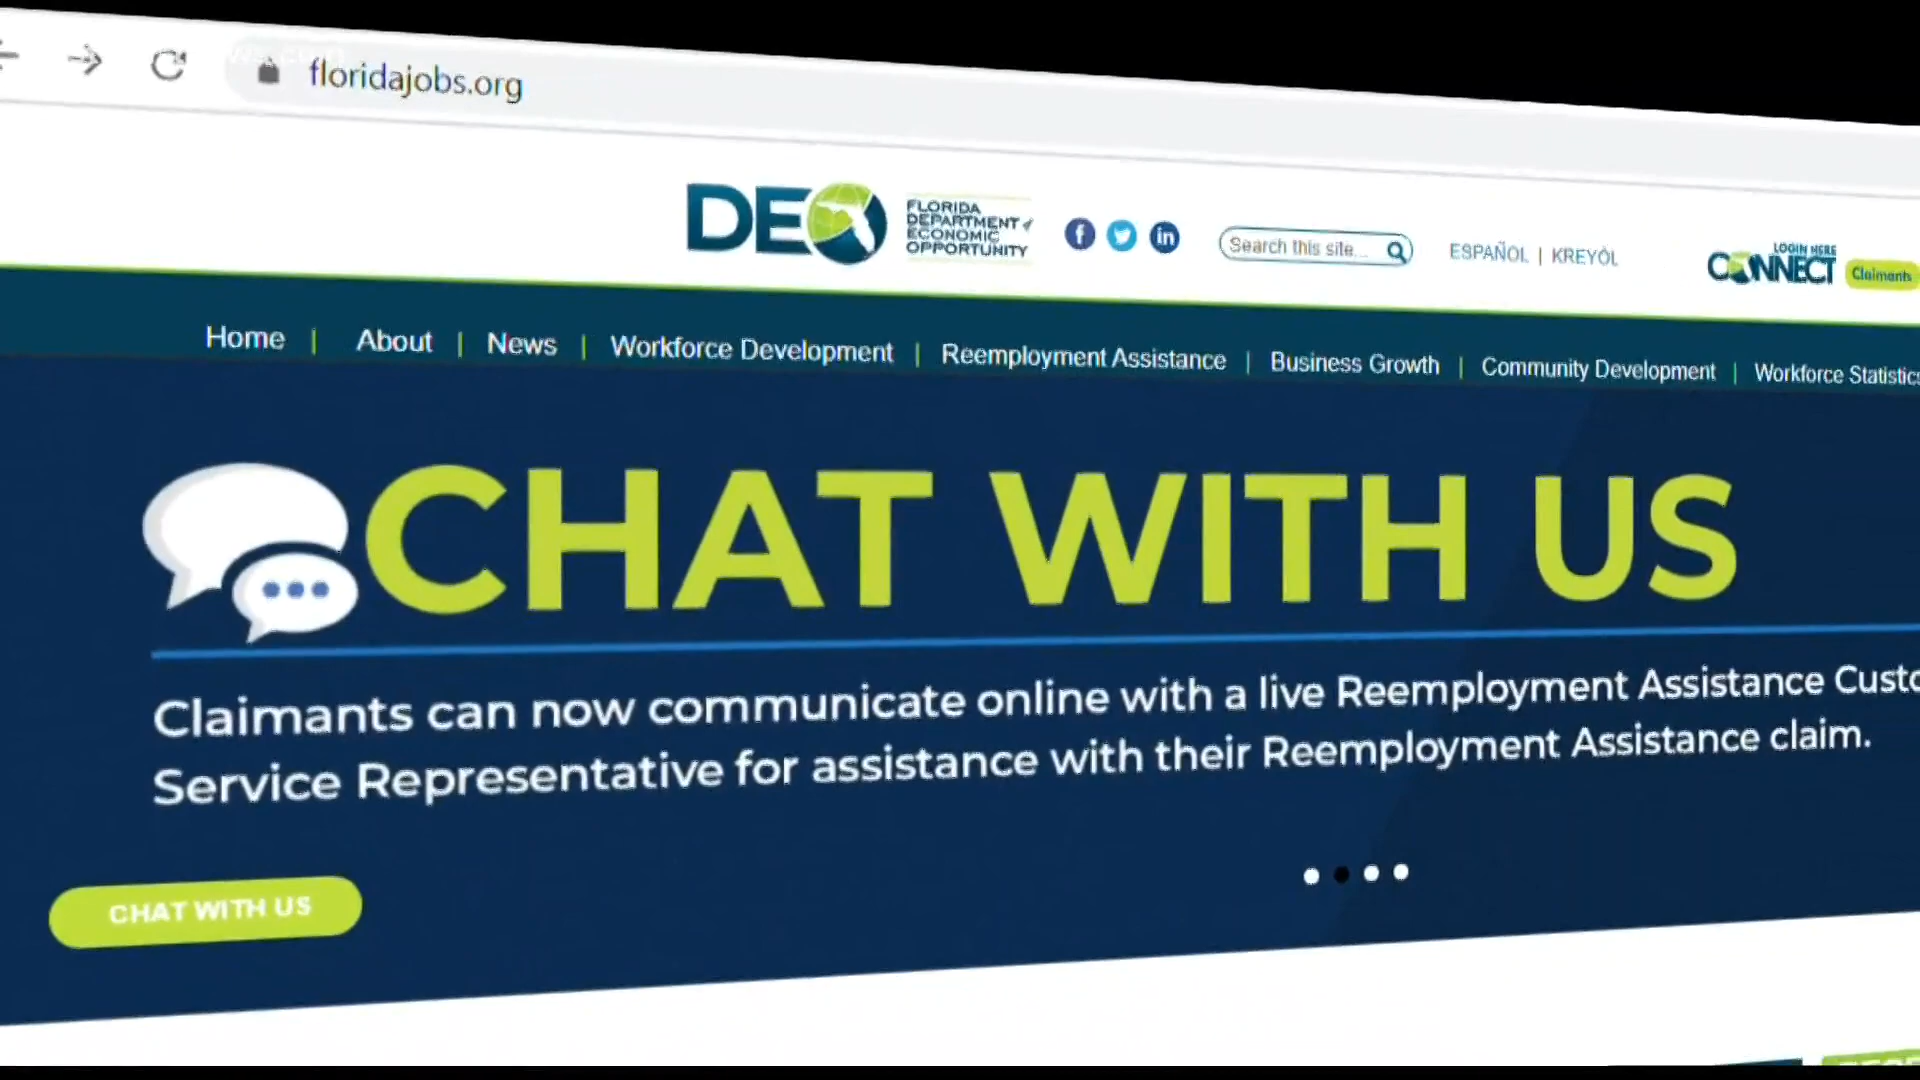 floridajobs.org
DEO
FLORIDA
DEPARTMENT of
ECONOMIC
OPPORTUNITY
f
in
Search this site...
ESPAÑOL | KREYÒL
LOGIN HERE
CONNECT
Claimants
Home | About | News | Workforce Development | Reemployment Assistance | Business Growth | Community Development | Workforce Statistics
CHAT WITH US
Claimants can now communicate online with a live Reemployment Assistance Custo
Service Representative for assistance with their Reemployment Assistance claim.
CHAT WITH US